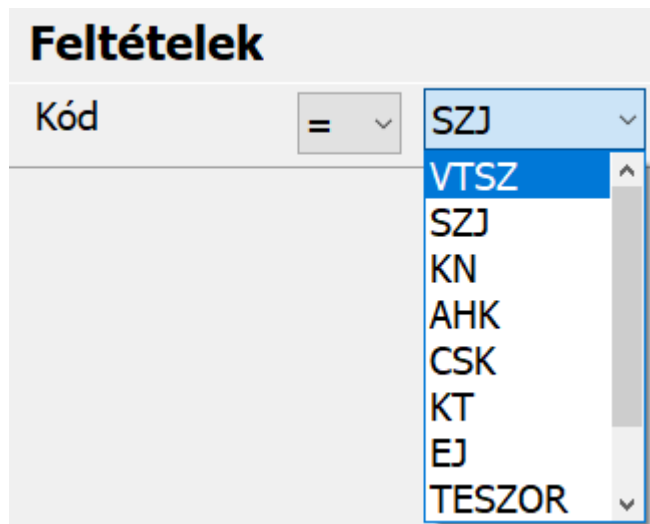 Feltételek
Kód = SZJ
VTSZ
SZJ
KN
AHK
CSK
KT
EJ
TESZOR